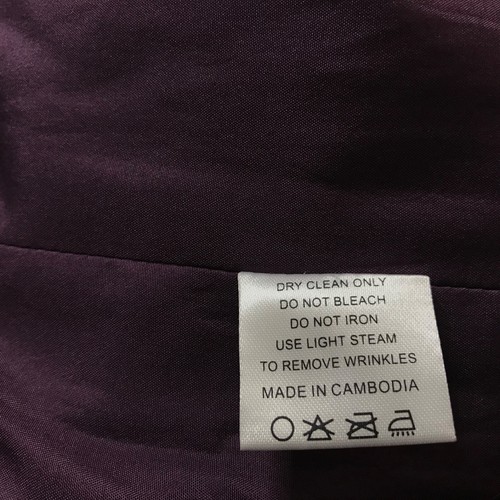 DRY CLEAN ONLY
DO NOT BLEACH
DO NOT IRON
USE LIGHT STEAM
TO REMOVE WRINKLES
MADE IN CAMBODIA